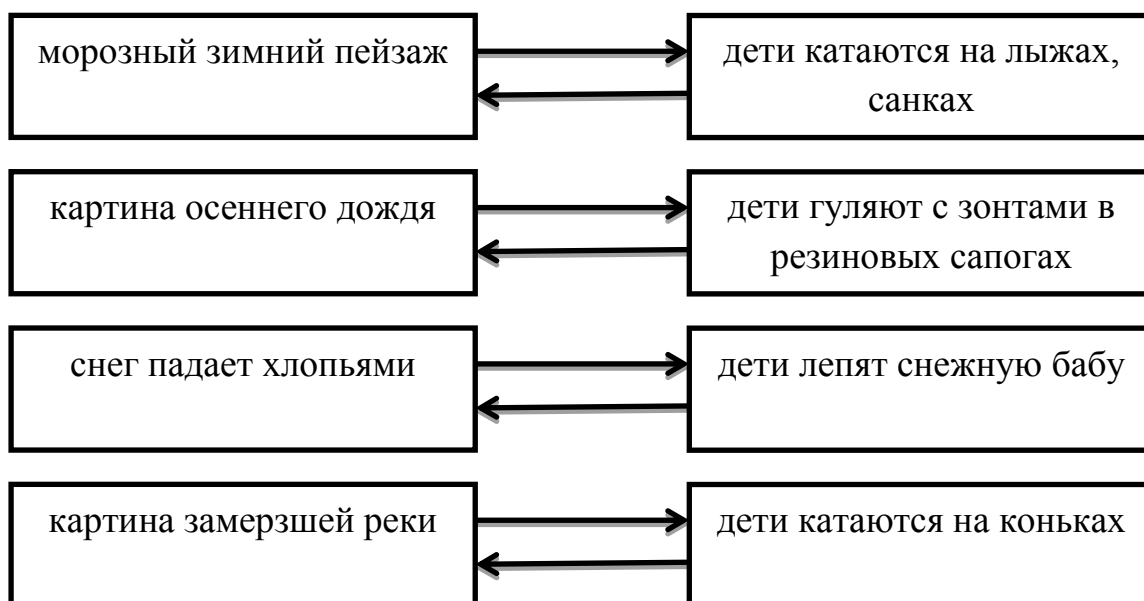 морозный зимний пейзаж
дети катаются на лыжах,
санках
картина осеннего дождя
дети гуляют с зонтами в
резиновых сапогах
снег падает хлопьями
дети лепят снежную бабу
картина замерзшей реки
дети катаются на коньках